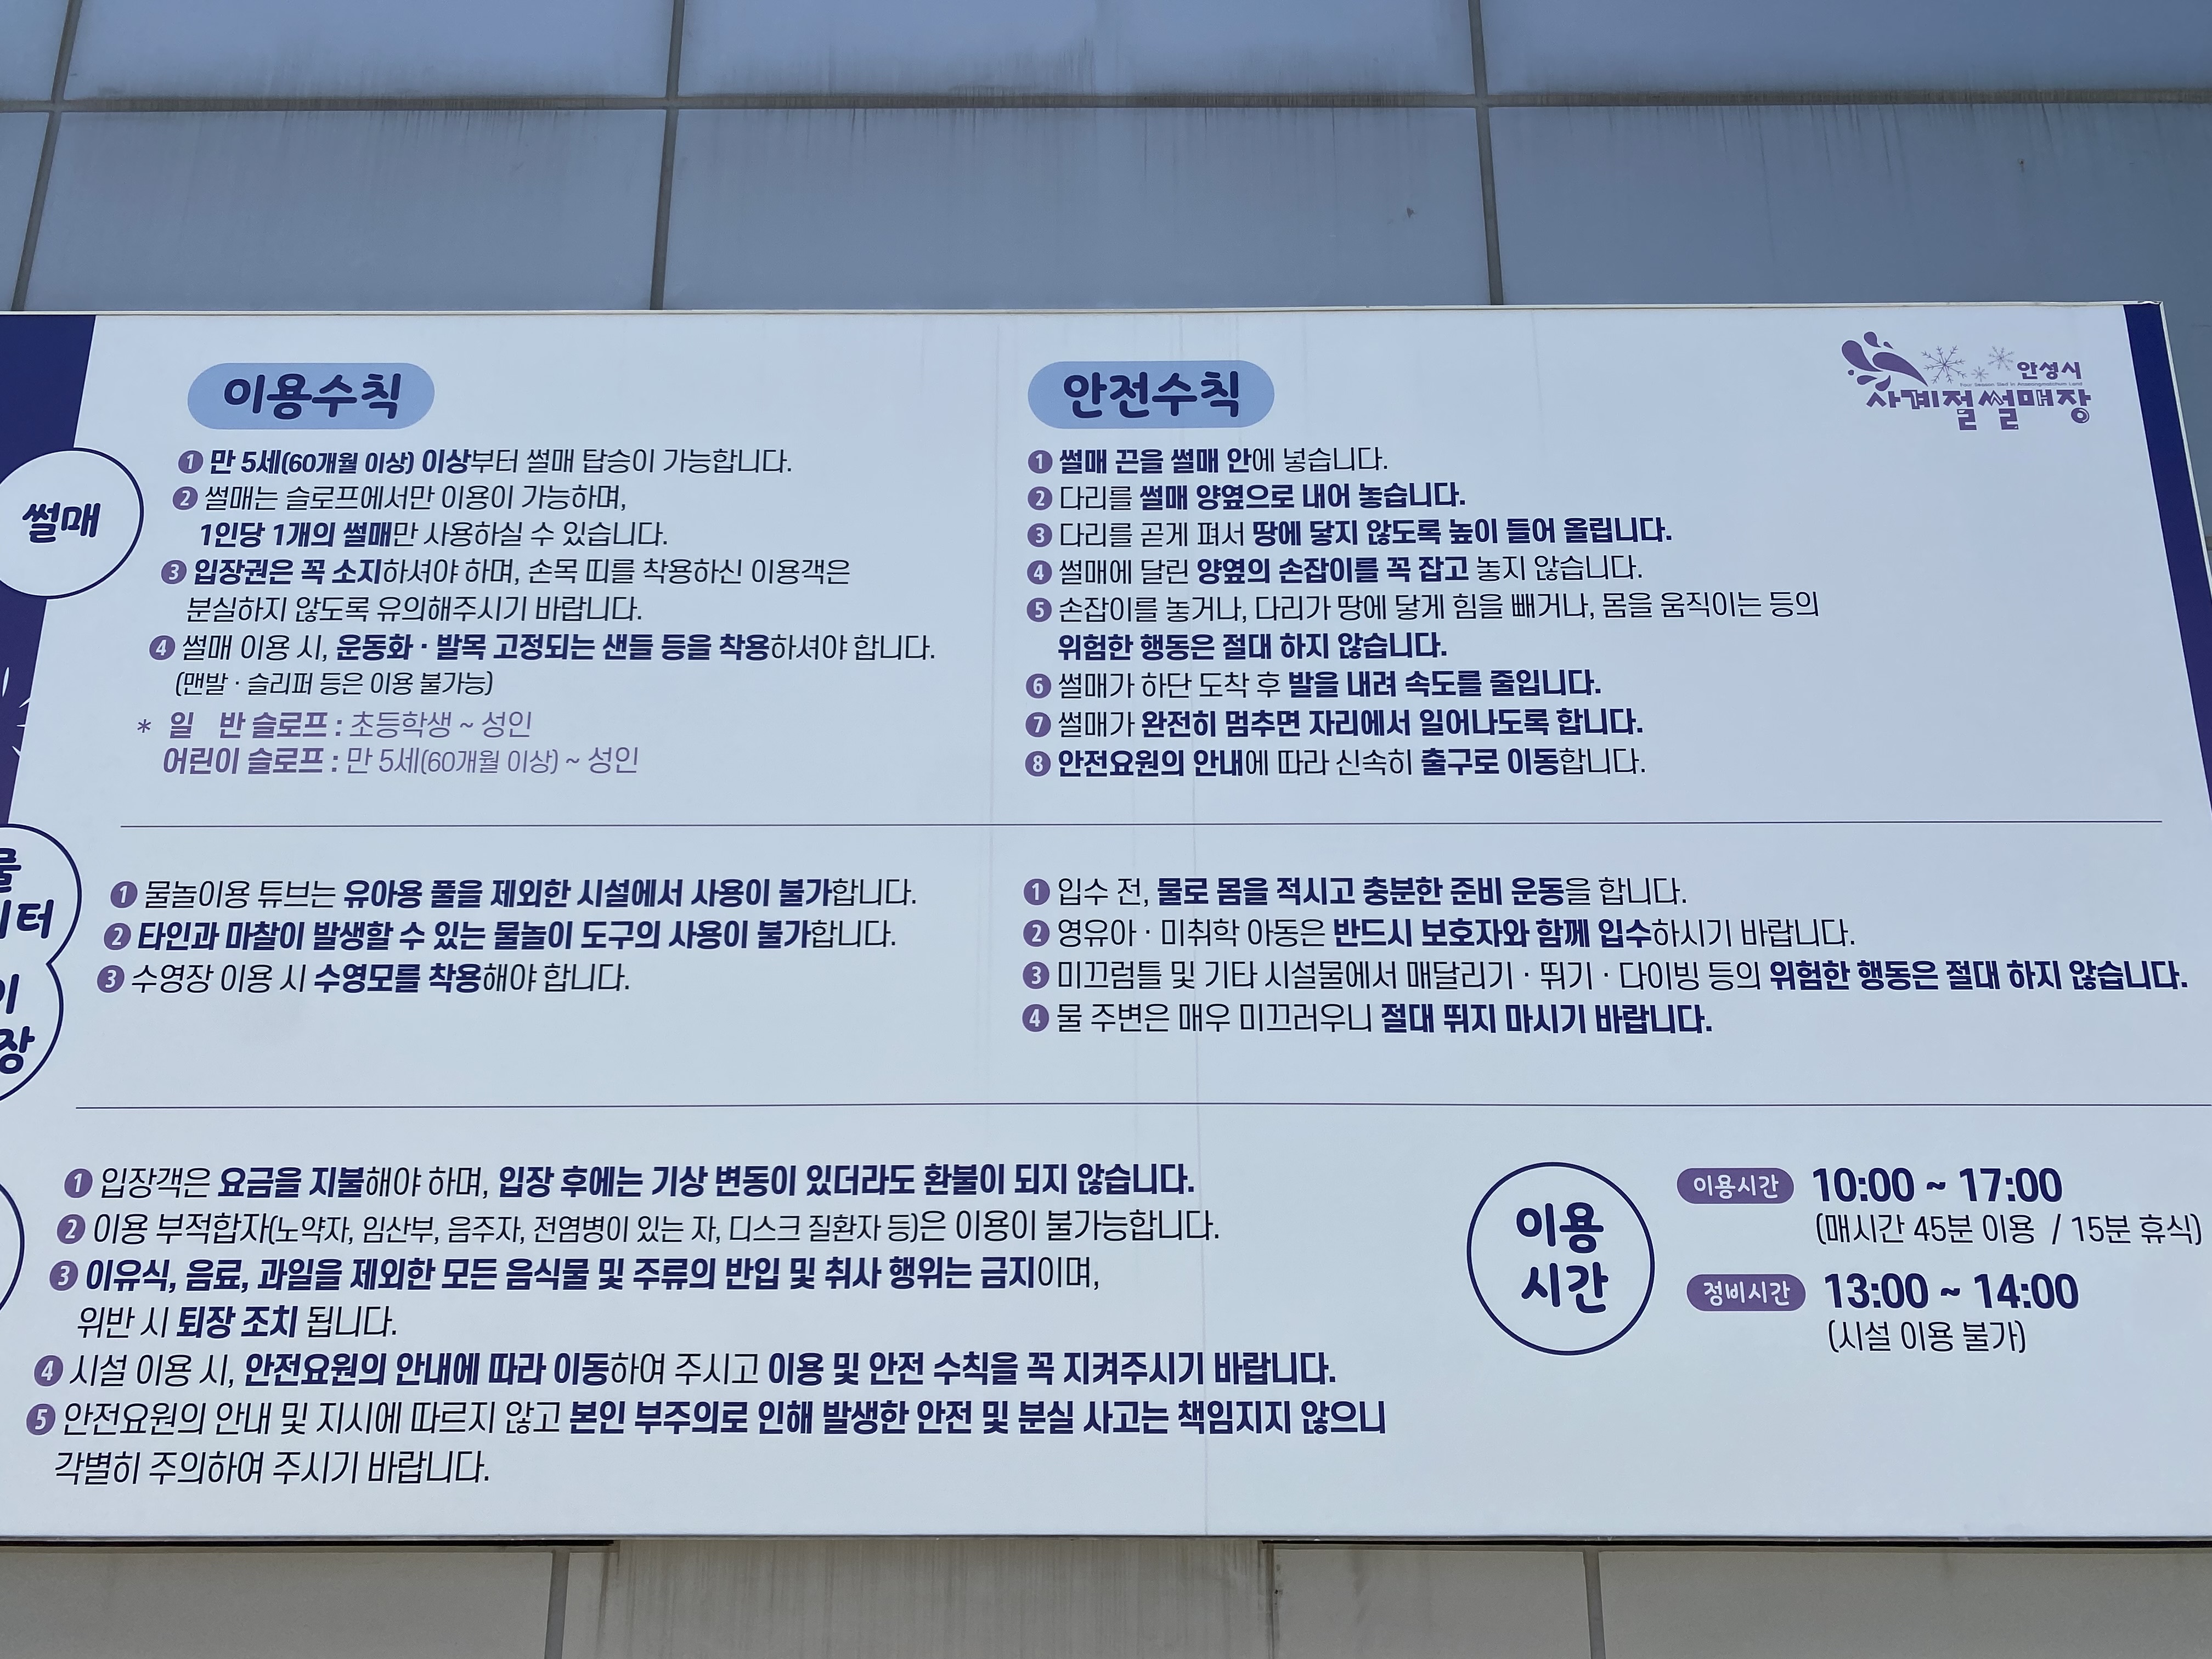 이용수칙
안전수칙
안성시
Four Season Sled in Anseongmatchum Land
사계절썰매장
썰매
1 만 5세(60개월 이상) 이상부터 썰매 탑승이 가능합니다.
2 썰매는 슬로프에서만 이용이 가능하며,
1인당 1개의 썰매만 사용하실 수 있습니다.
3 입장권은 꼭 소지하셔야 하며, 손목 띠를 착용하신 이용객은
분실하지 않도록 유의해주시기 바랍니다.
4 썰매 이용 시, 운동화 · 발목 고정되는 샌들 등을 착용하셔야 합니다.
(맨발 · 슬리퍼 등은 이용 불가능)
* 일 반 슬로프 : 초등학생 ~ 성인
어린이 슬로프 : 만 5세(60개월 이상) ~ 성인
1 썰매 끈을 썰매 안에 넣습니다.
2 다리를 썰매 양옆으로 내어 놓습니다.
3 다리를 곧게 펴서 땅에 닿지 않도록 높이 들어 올립니다.
4 썰매에 달린 양옆의 손잡이를 꼭 잡고 놓지 않습니다.
5 손잡이를 놓거나, 다리가 땅에 닿게 힘을 빼거나, 몸을 움직이는 등의
위험한 행동은 절대 하지 않습니다.
6 썰매가 하단 도착 후 발을 내려 속도를 줄입니다.
7 썰매가 완전히 멈추면 자리에서 일어나도록 합니다.
8 안전요원의 안내에 따라 신속히 출구로 이동합니다.
터
장
1 물놀이용 튜브는 유아용 풀을 제외한 시설에서 사용이 불가합니다.
2 타인과 마찰이 발생할 수 있는 물놀이 도구의 사용이 불가합니다.
3 수영장 이용 시 수영모를 착용해야 합니다.
1 입수 전, 물로 몸을 적시고 충분한 준비 운동을 합니다.
2 영유아 · 미취학 아동은 반드시 보호자와 함께 입수하시기 바랍니다.
3 미끄럼틀 및 기타 시설물에서 매달리기 · 뛰기 · 다이빙 등의 위험한 행동은 절대 하지 않습니다.
4 물 주변은 매우 미끄러우니 절대 뛰지 마시기 바랍니다.
1 입장객은 요금을 지불해야 하며, 입장 후에는 기상 변동이 있더라도 환불이 되지 않습니다.
2 이용 부적합자(노약자, 임산부, 음주자, 전염병이 있는 자, 디스크 질환자 등)은 이용이 불가능합니다.
3 이유식, 음료, 과일을 제외한 모든 음식물 및 주류의 반입 및 취사 행위는 금지이며,
위반 시 퇴장 조치 됩니다.
4 시설 이용 시, 안전요원의 안내에 따라 이동하여 주시고 이용 및 안전 수칙을 꼭 지켜주시기 바랍니다.
5 안전요원의 안내 및 지시에 따르지 않고 본인 부주의로 인해 발생한 안전 및 분실 사고는 책임지지 않으니
각별히 주의하여 주시기 바랍니다.
이용
시간
이용시간 10:00 ~ 17:00
(매시간 45분 이용 / 15분 휴식)
정비시간 13:00 ~ 14:00
(시설 이용 불가)